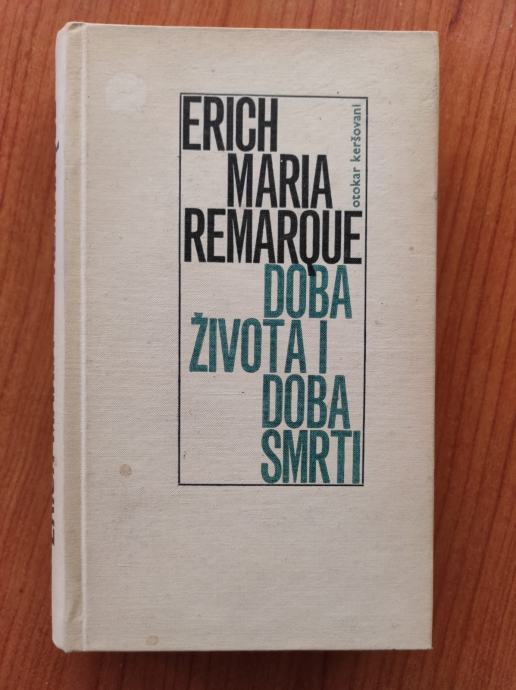 ERICH
MARIA
REMARQUE
DOBA
ŽIVOTA I
DOBA
SMRTI
otokar keršovani